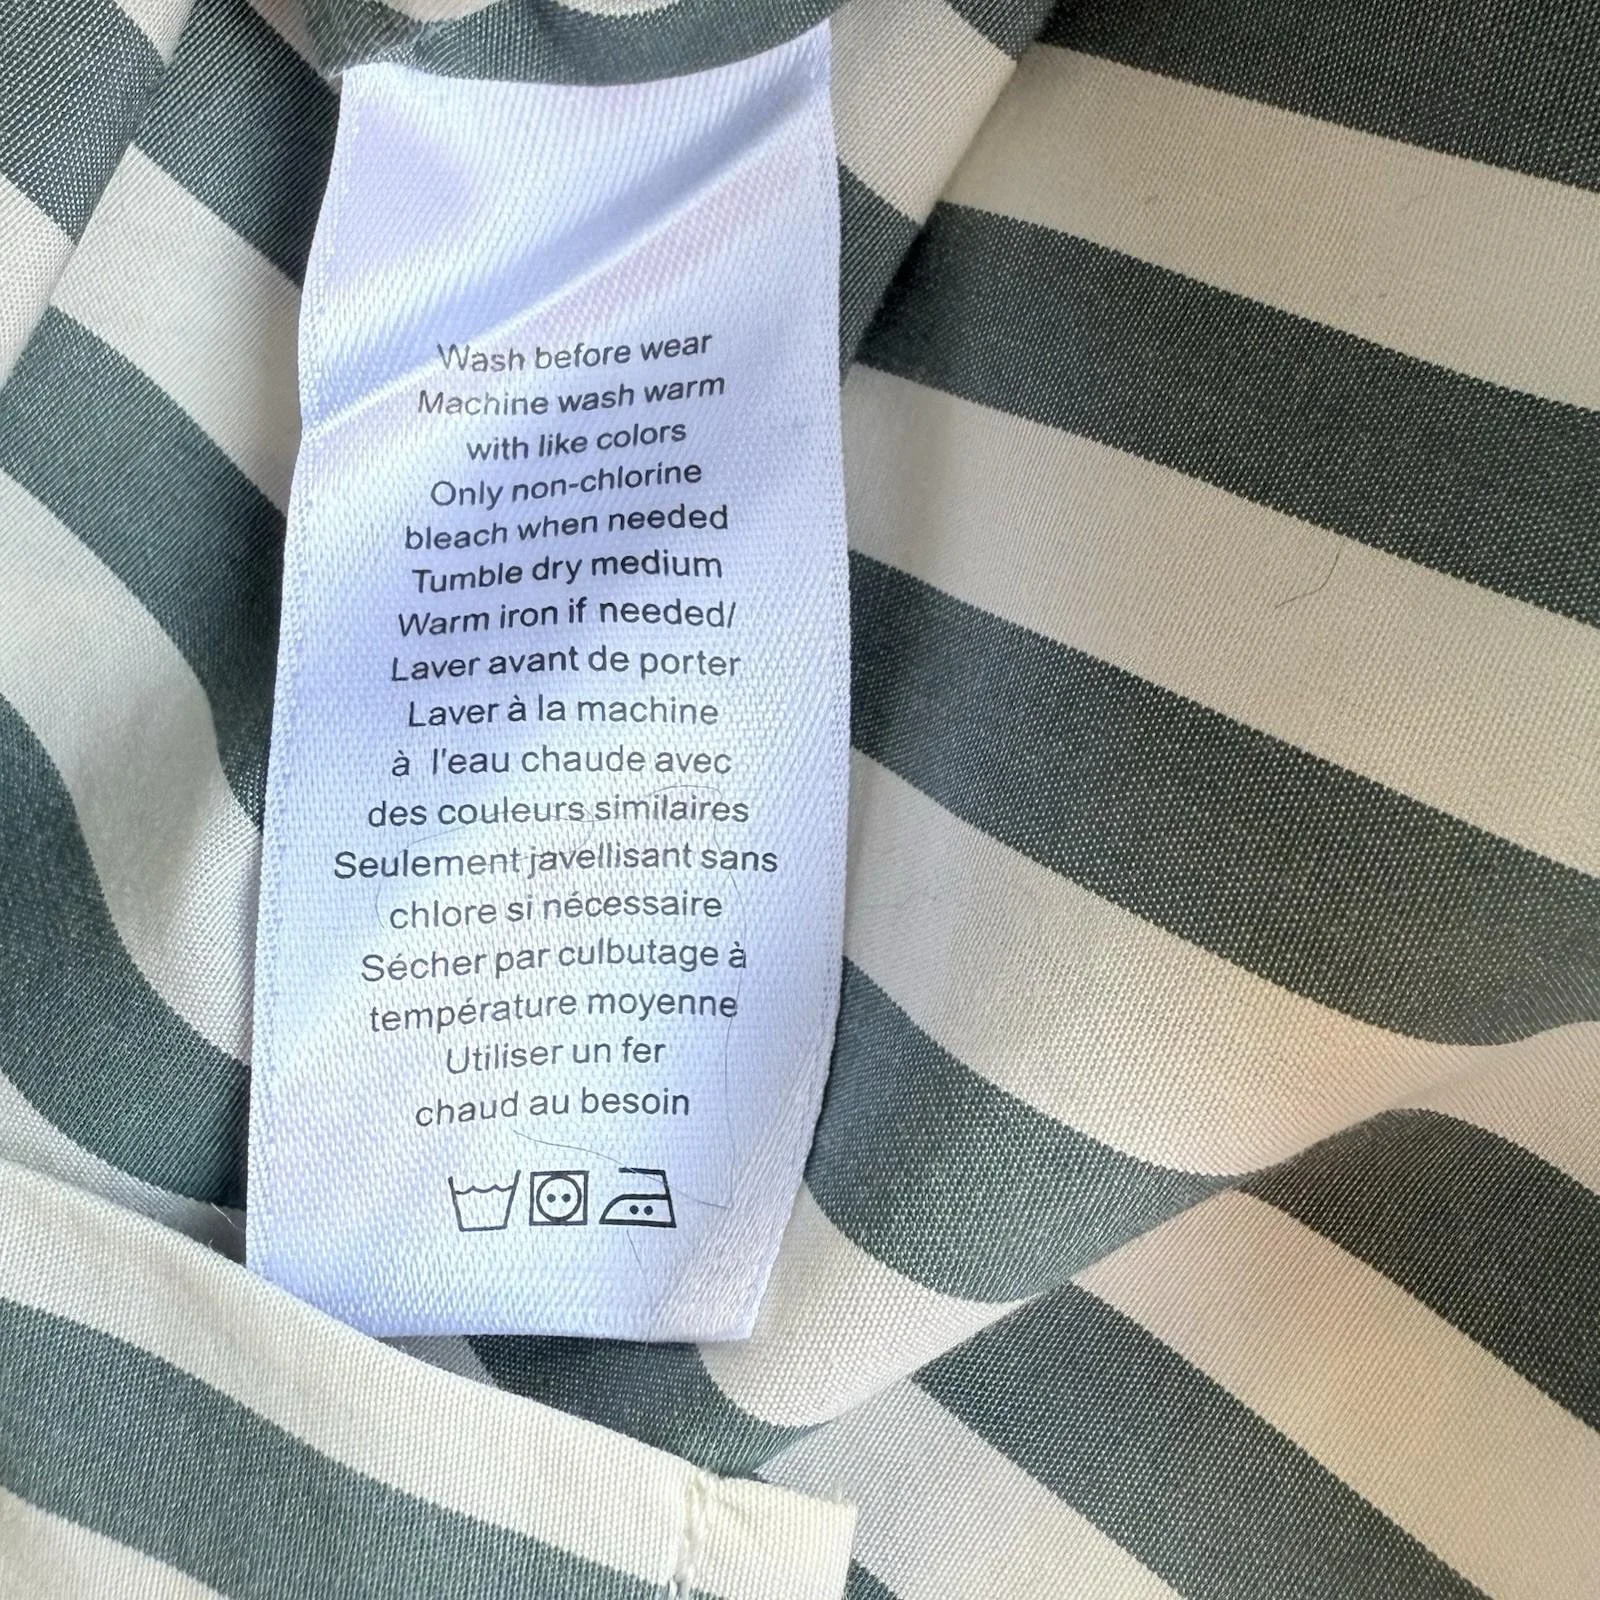 Wash before wear
Machine wash warm
with like colors
Only non-chlorine
bleach when needed
Tumble dry medium
Warm iron if needed/
Laver avant de porter
Laver à la machine
à l'eau chaude avec
des couleurs similaires
Seulement javellisant sans
chlore si nécessaire
Sécher par culbutage à
température moyenne
Utiliser un fer
chaud au besoin